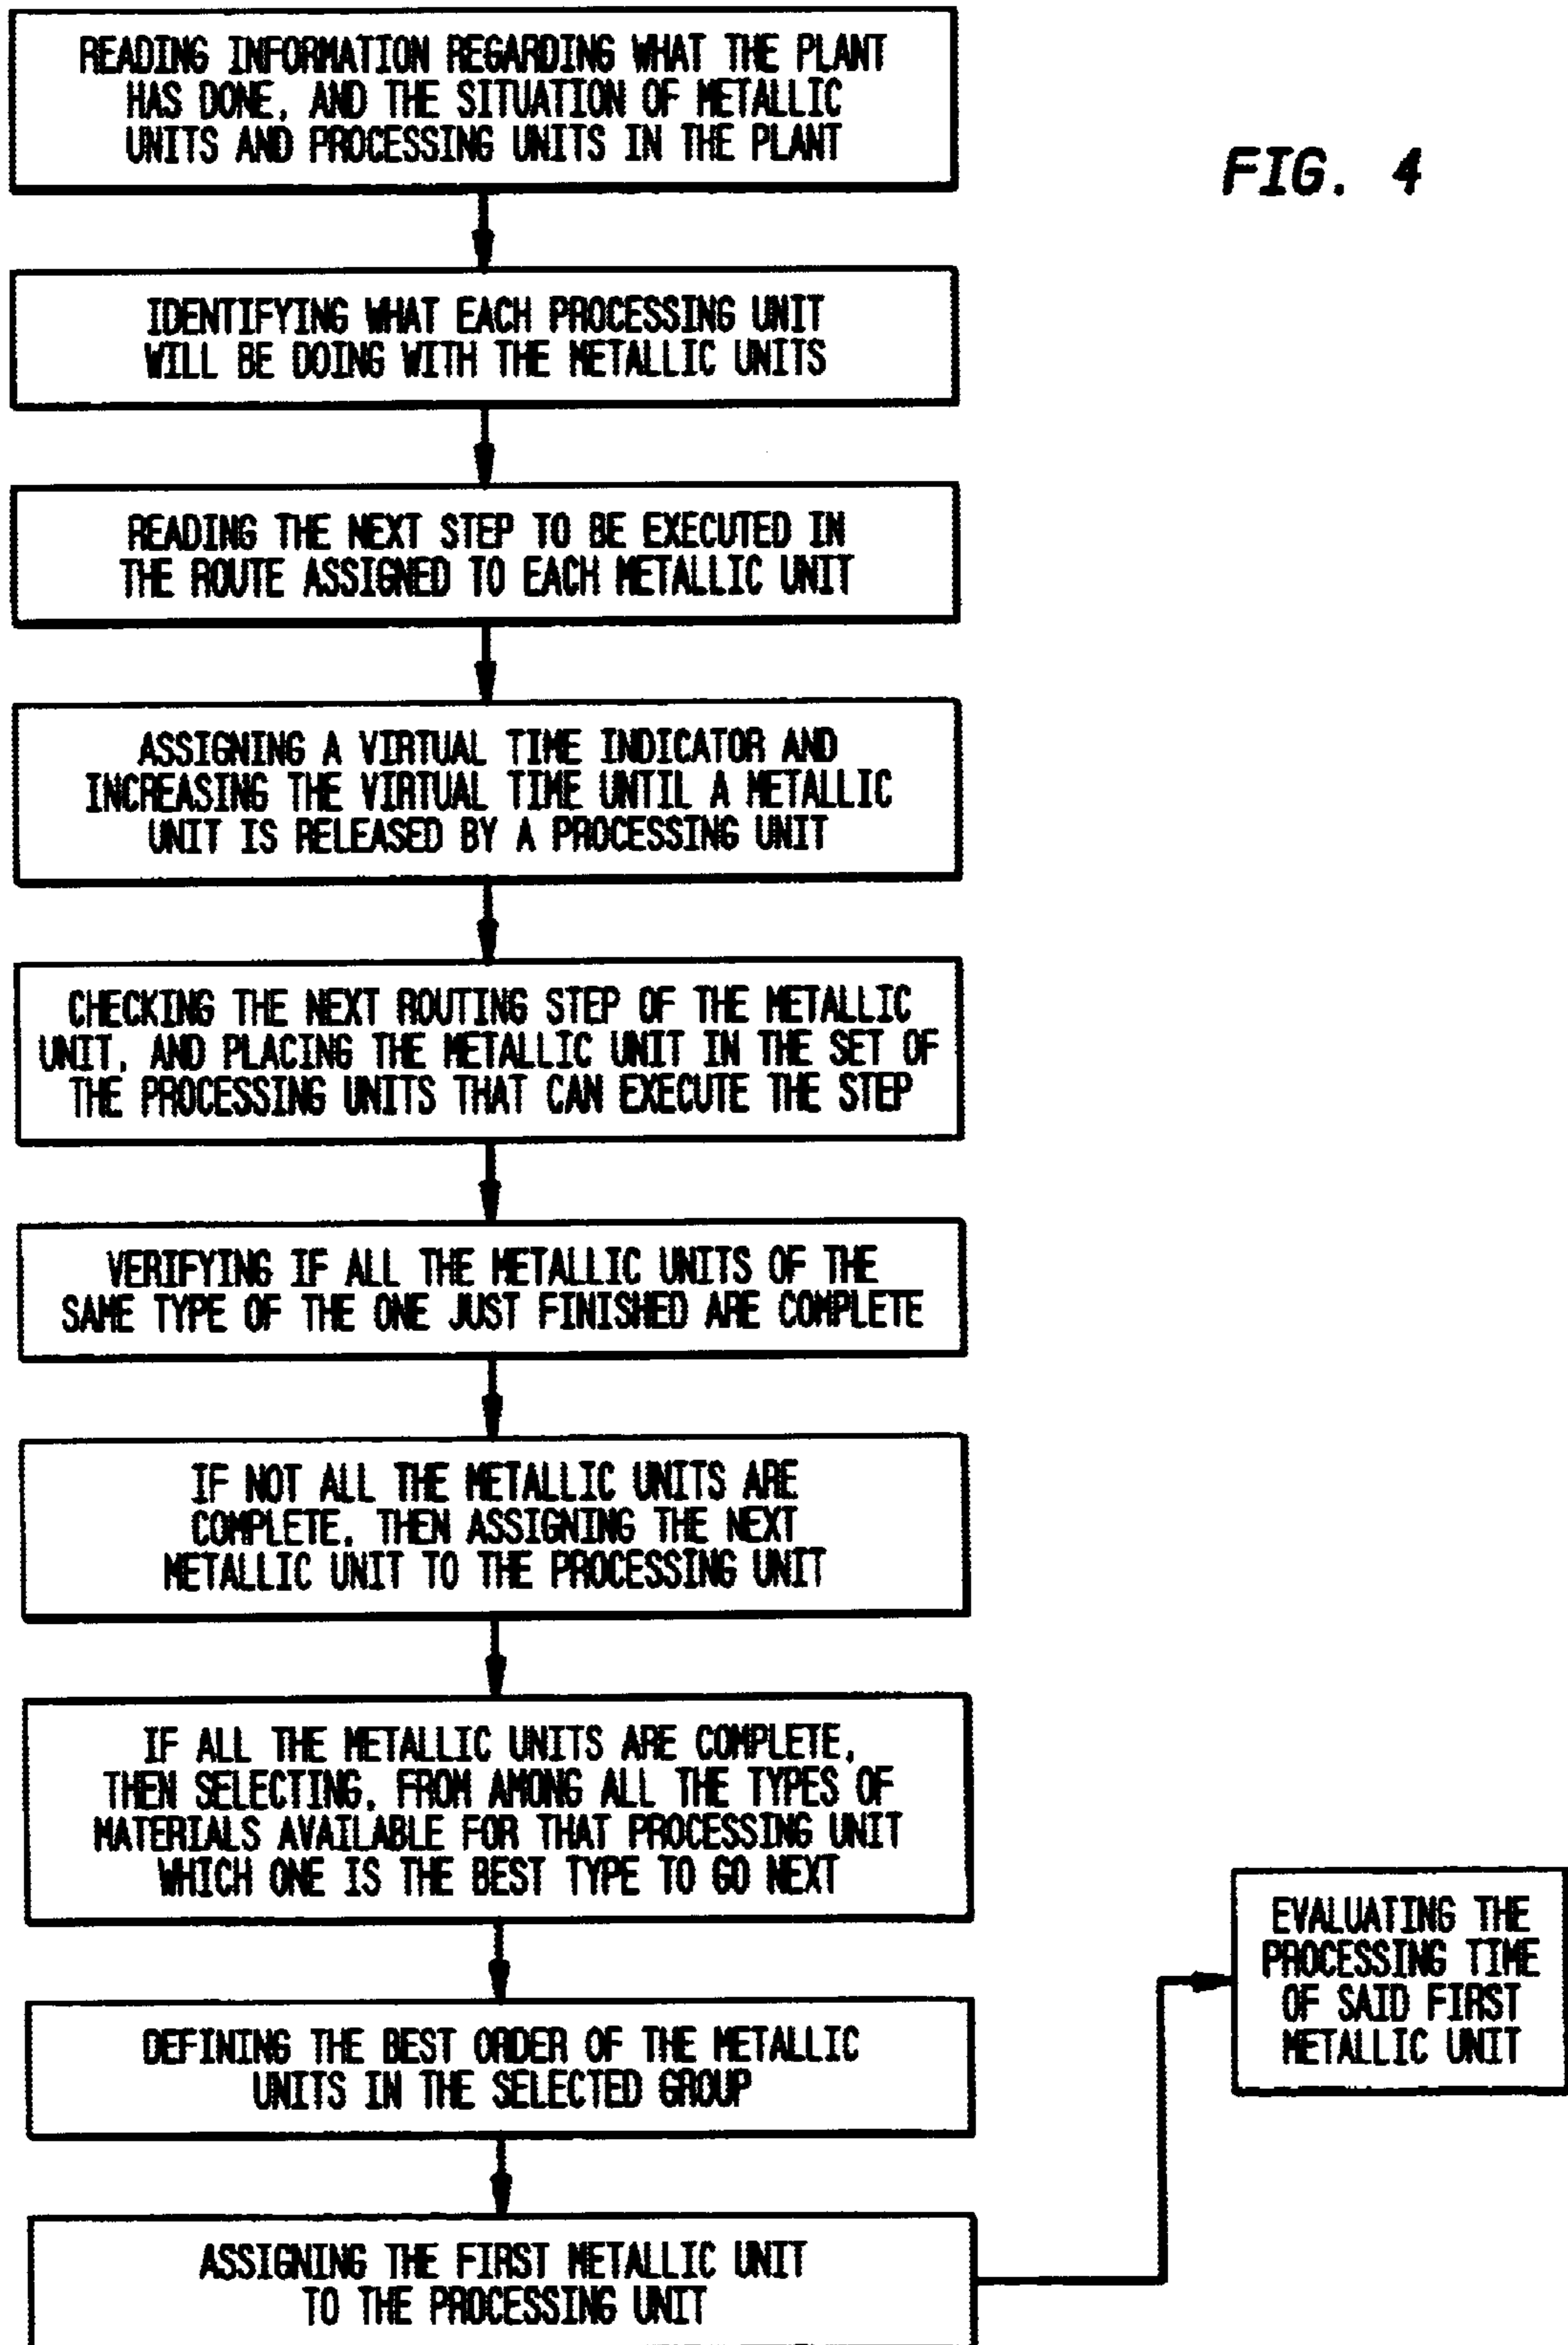 READING INFORMATION REGARDING WHAT THE PLANT
HAS DONE, AND THE SITUATION OF METALLIC
UNITS AND PROCESSING UNITS IN THE PLANT
FIG. 4
IDENTIFYING WHAT EACH PROCESSING UNIT
WILL BE DOING WITH THE METALLIC UNITS
READING THE NEXT STEP TO BE EXECUTED IN
THE ROUTE ASSIGNED TO EACH METALLIC UNIT
ASSIGNING A VIRTUAL TIME INDICATOR AND
INCREASING THE VIRTUAL TIME UNTIL A METALLIC
UNIT IS RELEASED BY A PROCESSING UNIT
CHECKING THE NEXT ROUTING STEP OF THE METALLIC
UNIT, AND PLACING THE METALLIC UNIT IN THE SET OF
THE PROCESSING UNITS THAT CAN EXECUTE THE STEP
VERIFYING IF ALL THE METALLIC UNITS OF THE
SAME TYPE OF THE ONE JUST FINISHED ARE COMPLETE
IF NOT ALL THE METALLIC UNITS ARE
COMPLETE, THEN ASSIGNING THE NEXT
METALLIC UNIT TO THE PROCESSING UNIT
IF ALL THE METALLIC UNITS ARE COMPLETE,
THEN SELECTING, FROM AMONG ALL THE TYPES OF
MATERIALS AVAILABLE FOR THAT PROCESSING UNIT
WHICH ONE IS THE BEST TYPE TO GO NEXT
DEFINING THE BEST ORDER OF THE METALLIC
UNITS IN THE SELECTED GROUP
ASSIGNING THE FIRST METALLIC UNIT
TO THE PROCESSING UNIT
EVALUATING THE
PROCESSING TIME
OF SAID FIRST
METALLIC UNIT